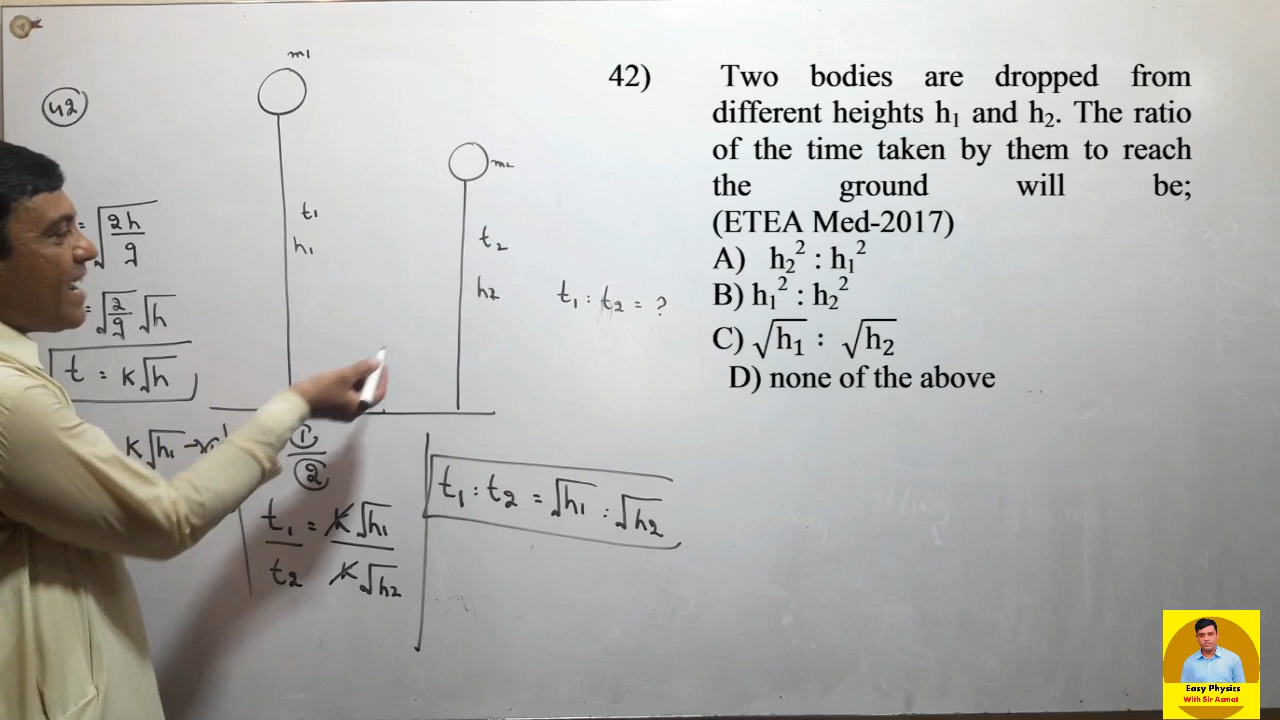 42
m1
m2
t1
h1
t2
h2
= √2h/g
= √2/g √h
t = K√h
K√h1
t1 : t2 = ?
1/2
t1/t2 = K√h1/K√h2
t1 : t2 = √h1 : √h2
42) Two bodies are dropped from
different heights h₁ and h₂. The ratio
of the time taken by them to reach
the ground will be;
(ETEA Med-2017)
A) h₂² : h₁²
B) h₁² : h₂²
C) √h₁ : √h₂
D) none of the above
Easy Physics
With Sir Asmat